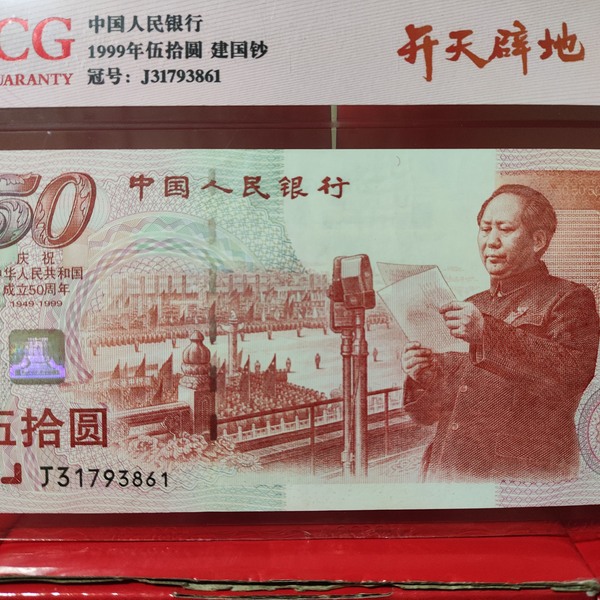 CG
UARANTY
中国人民银行
1999年伍拾圆 建国钞
冠号：J31793861
开天辟地
50
中国人民银行
庆祝
中华人民共和国
成立50周年
1949-1999
伍拾圆
J31793861